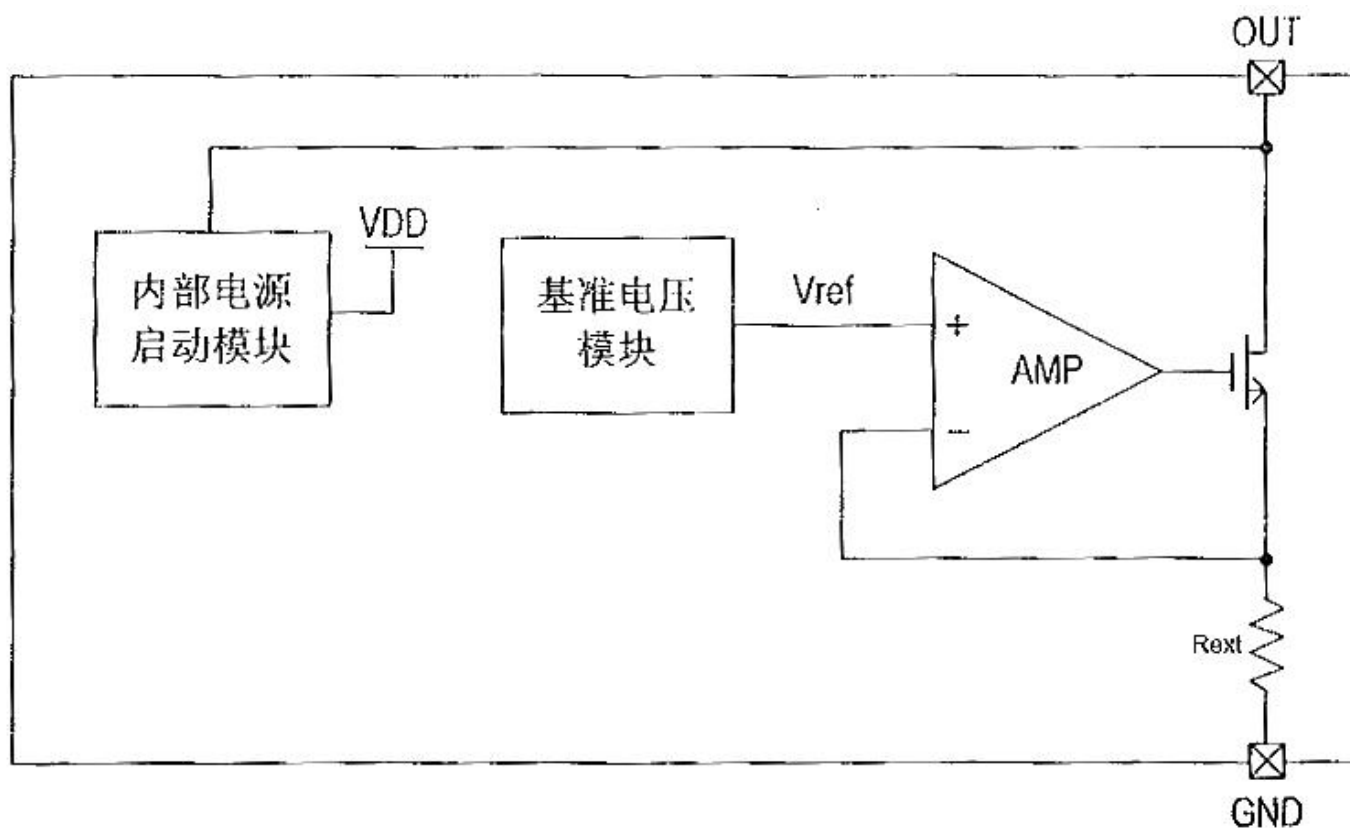 OUT
VDD
内部电源
启动模块
基准电压
模块
Vref
+
AMP
−
Rext
GND